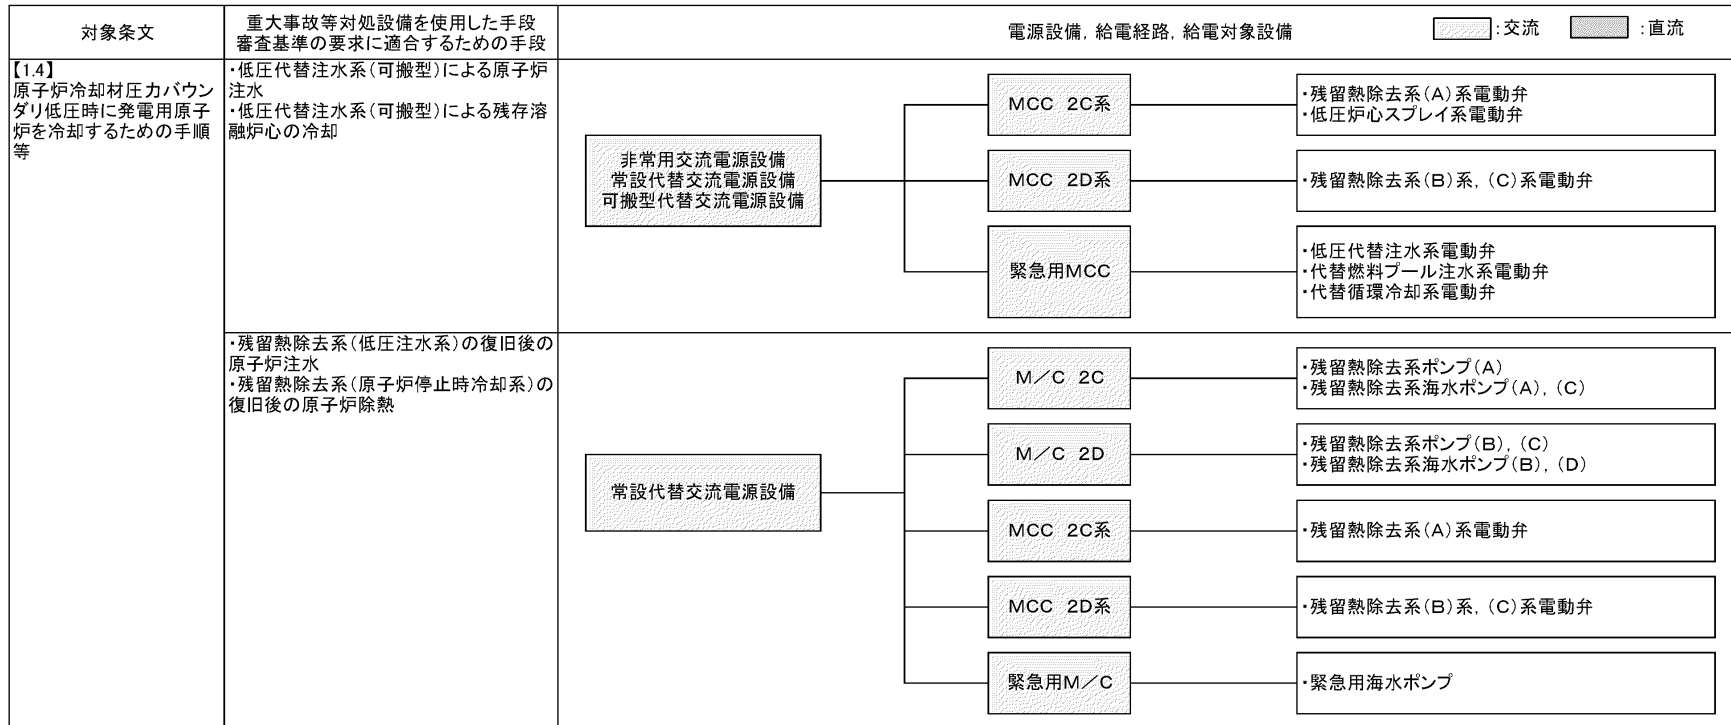 対象条文
重大事故等対処設備を使用した手段
審査基準の要求に適合するための手段
電源設備，給電経路，給電対象設備
：交流
：直流
【1.4】
原子炉冷却材圧力バウン
ダリ低圧時に発電用原子
炉を冷却するための手順
等
・低圧代替注水系（可搬型）による原子炉
注水
・低圧代替注水系（可搬型）による残存溶
融炉心の冷却
非常用交流電源設備
常設代替交流電源設備
可搬型代替交流電源設備
MCC 2C系
・残留熱除去系（A）系電動弁
・低圧炉心スプレイ系電動弁
MCC 2D系
・残留熱除去系（B）系，（C）系電動弁
緊急用MCC
・低圧代替注水系電動弁
・代替燃料プール注水系電動弁
・代替循環冷却系電動弁
・残留熱除去系（低圧注水系）の復旧後の
原子炉注水
・残留熱除去系（原子炉停止時冷却系）の
復旧後の原子炉除熱
常設代替交流電源設備
M／C 2C
・残留熱除去系ポンプ（A）
・残留熱除去系海水ポンプ（A），（C）
M／C 2D
・残留熱除去系ポンプ（B），（C）
・残留熱除去系海水ポンプ（B），（D）
MCC 2C系
・残留熱除去系（A）系電動弁
MCC 2D系
・残留熱除去系（B）系，（C）系電動弁
緊急用M／C
・緊急用海水ポンプ